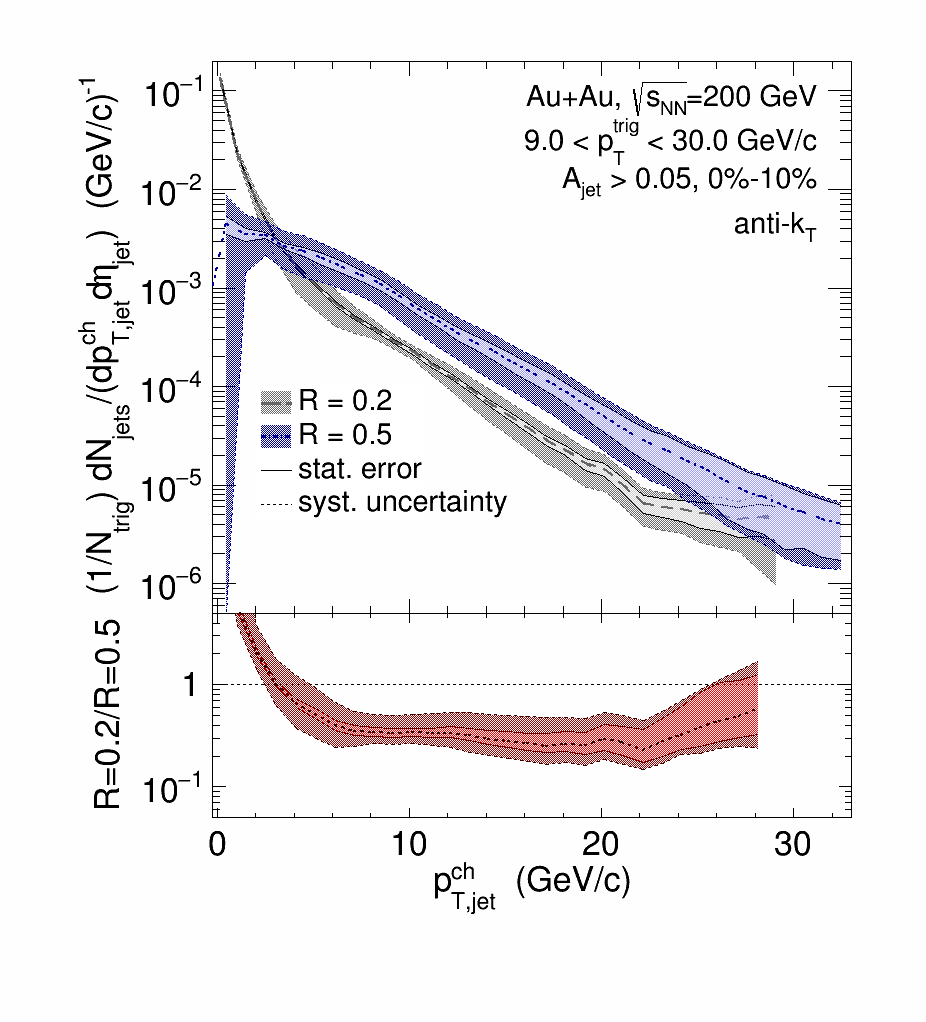 (1/N_trig) dN_jets/(dp^ch_T,jet dη_jet) (GeV/c)^-1
10^−1
10^−2
10^−3
10^−4
10^−5
10^−6
Au+Au, √s_NN=200 GeV
9.0 < p_T^trig < 30.0 GeV/c
A_jet > 0.05, 0%-10%
anti-k_T
R = 0.2
R = 0.5
stat. error
syst. uncertainty
R=0.2/R=0.5
1
10^−1
0 10 20 30
p^ch_T,jet (GeV/c)